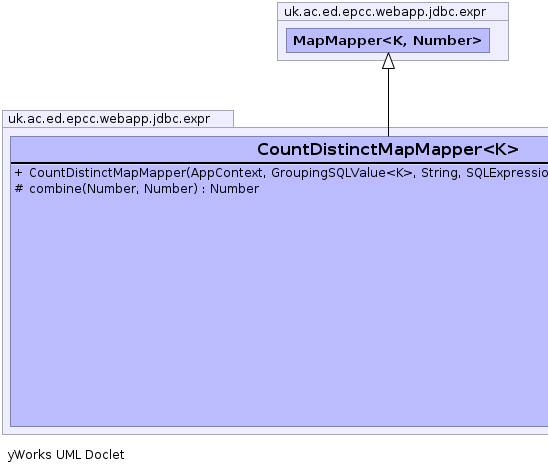 uk.ac.ed.epcc.webapp.jdbc.expr
MapMapper<K, Number>
uk.ac.ed.epcc.webapp.jdbc.expr
CountDistinctMapMapper<K>
+ CountDistinctMapMapper(AppContext, GroupingSQLValue<K>, String, SQLExpressio
# combine(Number, Number) : Number
yWorks UML Doclet